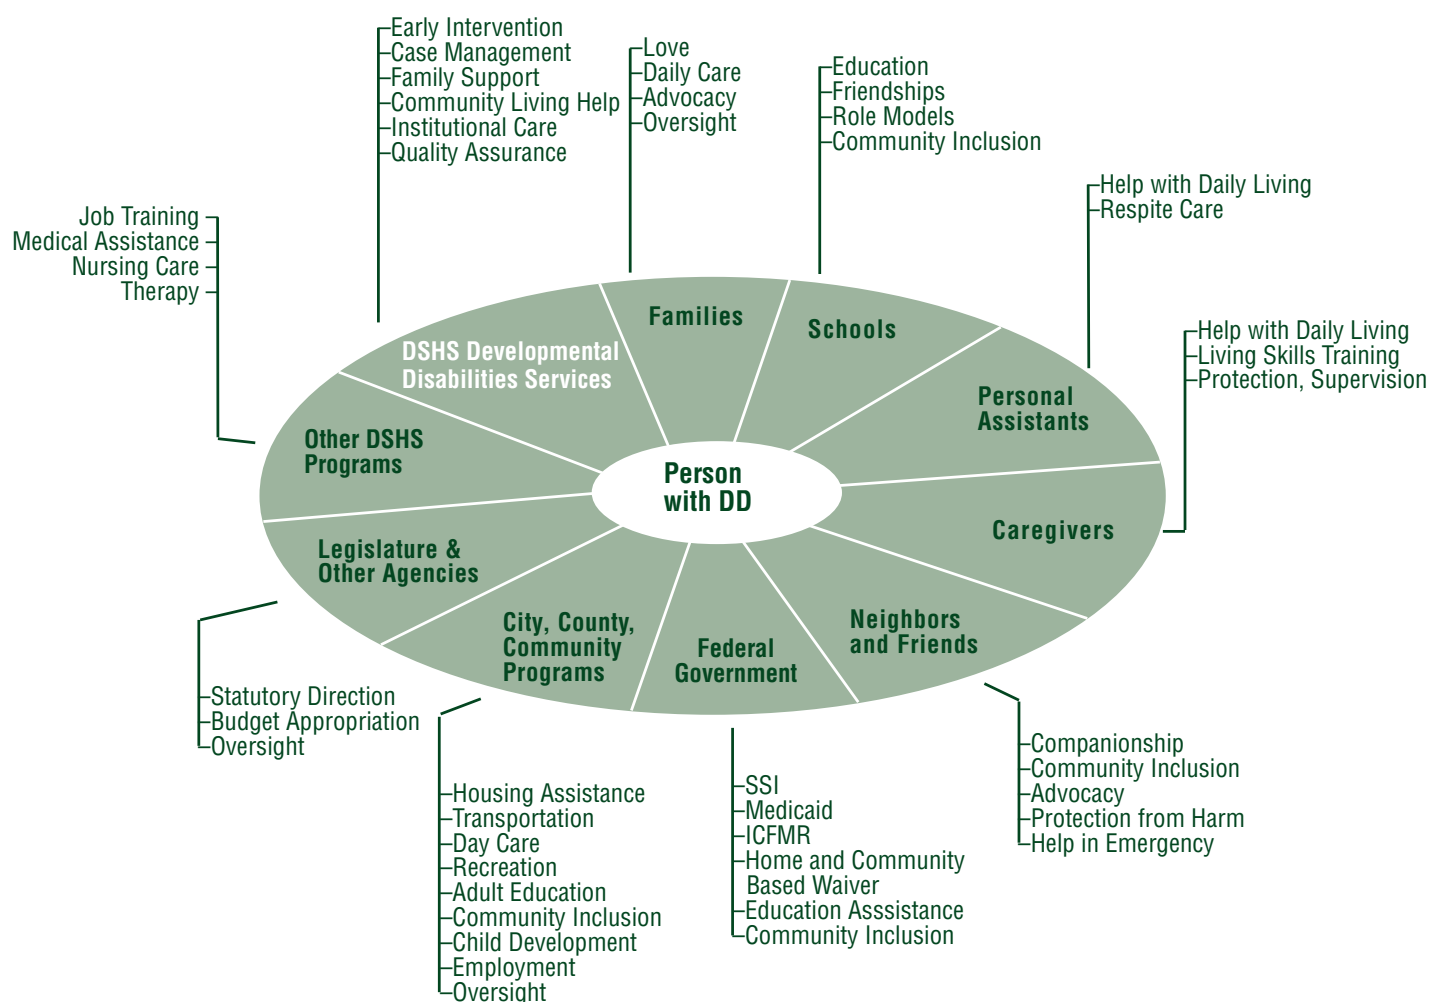 Early Intervention
Case Management
Family Support
Community Living Help
Institutional Care
Quality Assurance
Love
Daily Care
Advocacy
Oversight
Education
Friendships
Role Models
Community Inclusion
Help with Daily Living
Respite Care
Job Training
Medical Assistance
Nursing Care
Therapy
Help with Daily Living
Living Skills Training
Protection, Supervision
Families
Schools
DSHS Developmental
Disabilities Services
Personal
Assistants
Other DSHS
Programs
Person
with DD
Caregivers
Legislature &
Other Agencies
City, County,
Community
Programs
Federal
Government
Neighbors
and Friends
Statutory Direction
Budget Appropriation
Oversight
Housing Assistance
Transportation
Day Care
Recreation
Adult Education
Community Inclusion
Child Development
Employment
Oversight
SSI
Medicaid
ICFMR
Home and Community
Based Waiver
Education Asssistance
Community Inclusion
Companionship
Community Inclusion
Advocacy
Protection from Harm
Help in Emergency